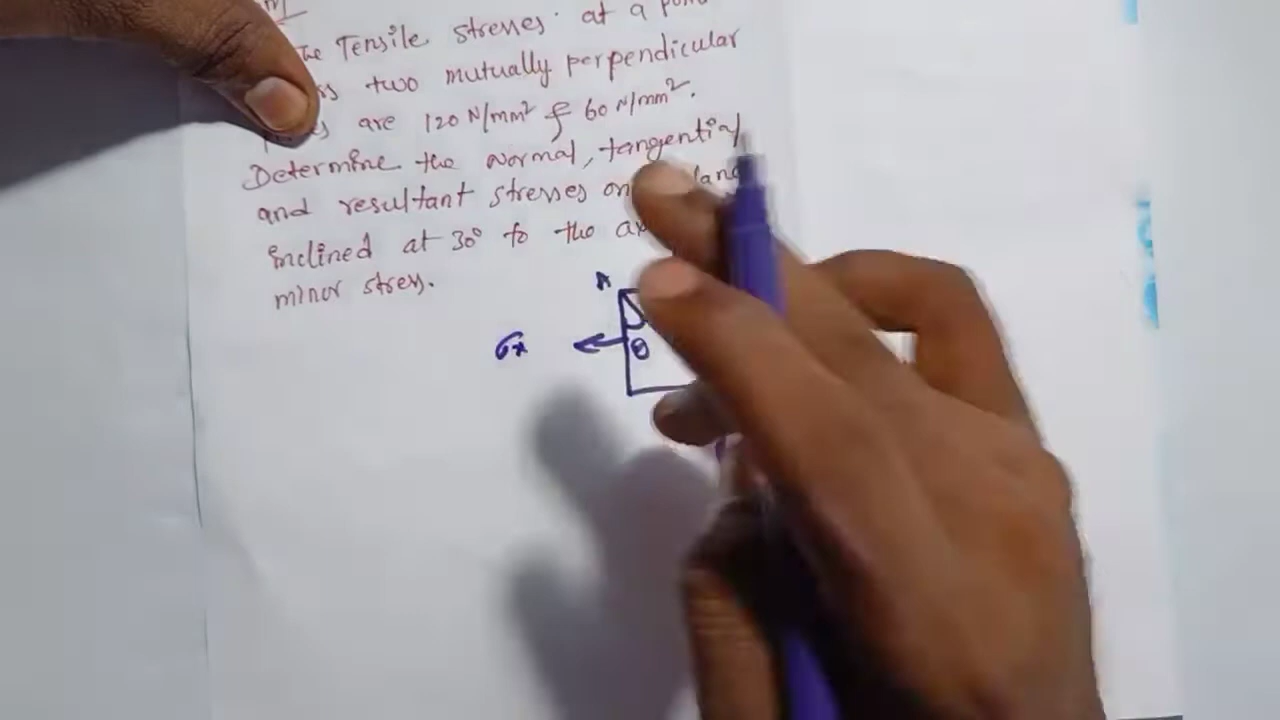 Tensile stresses at a
two mutually perpendicular
are 120 N/mm² & 60 N/mm².
Determine the normal, tangential
and resultant stresses on
inclined at 30° to the
minor stress.
A
σx
θ